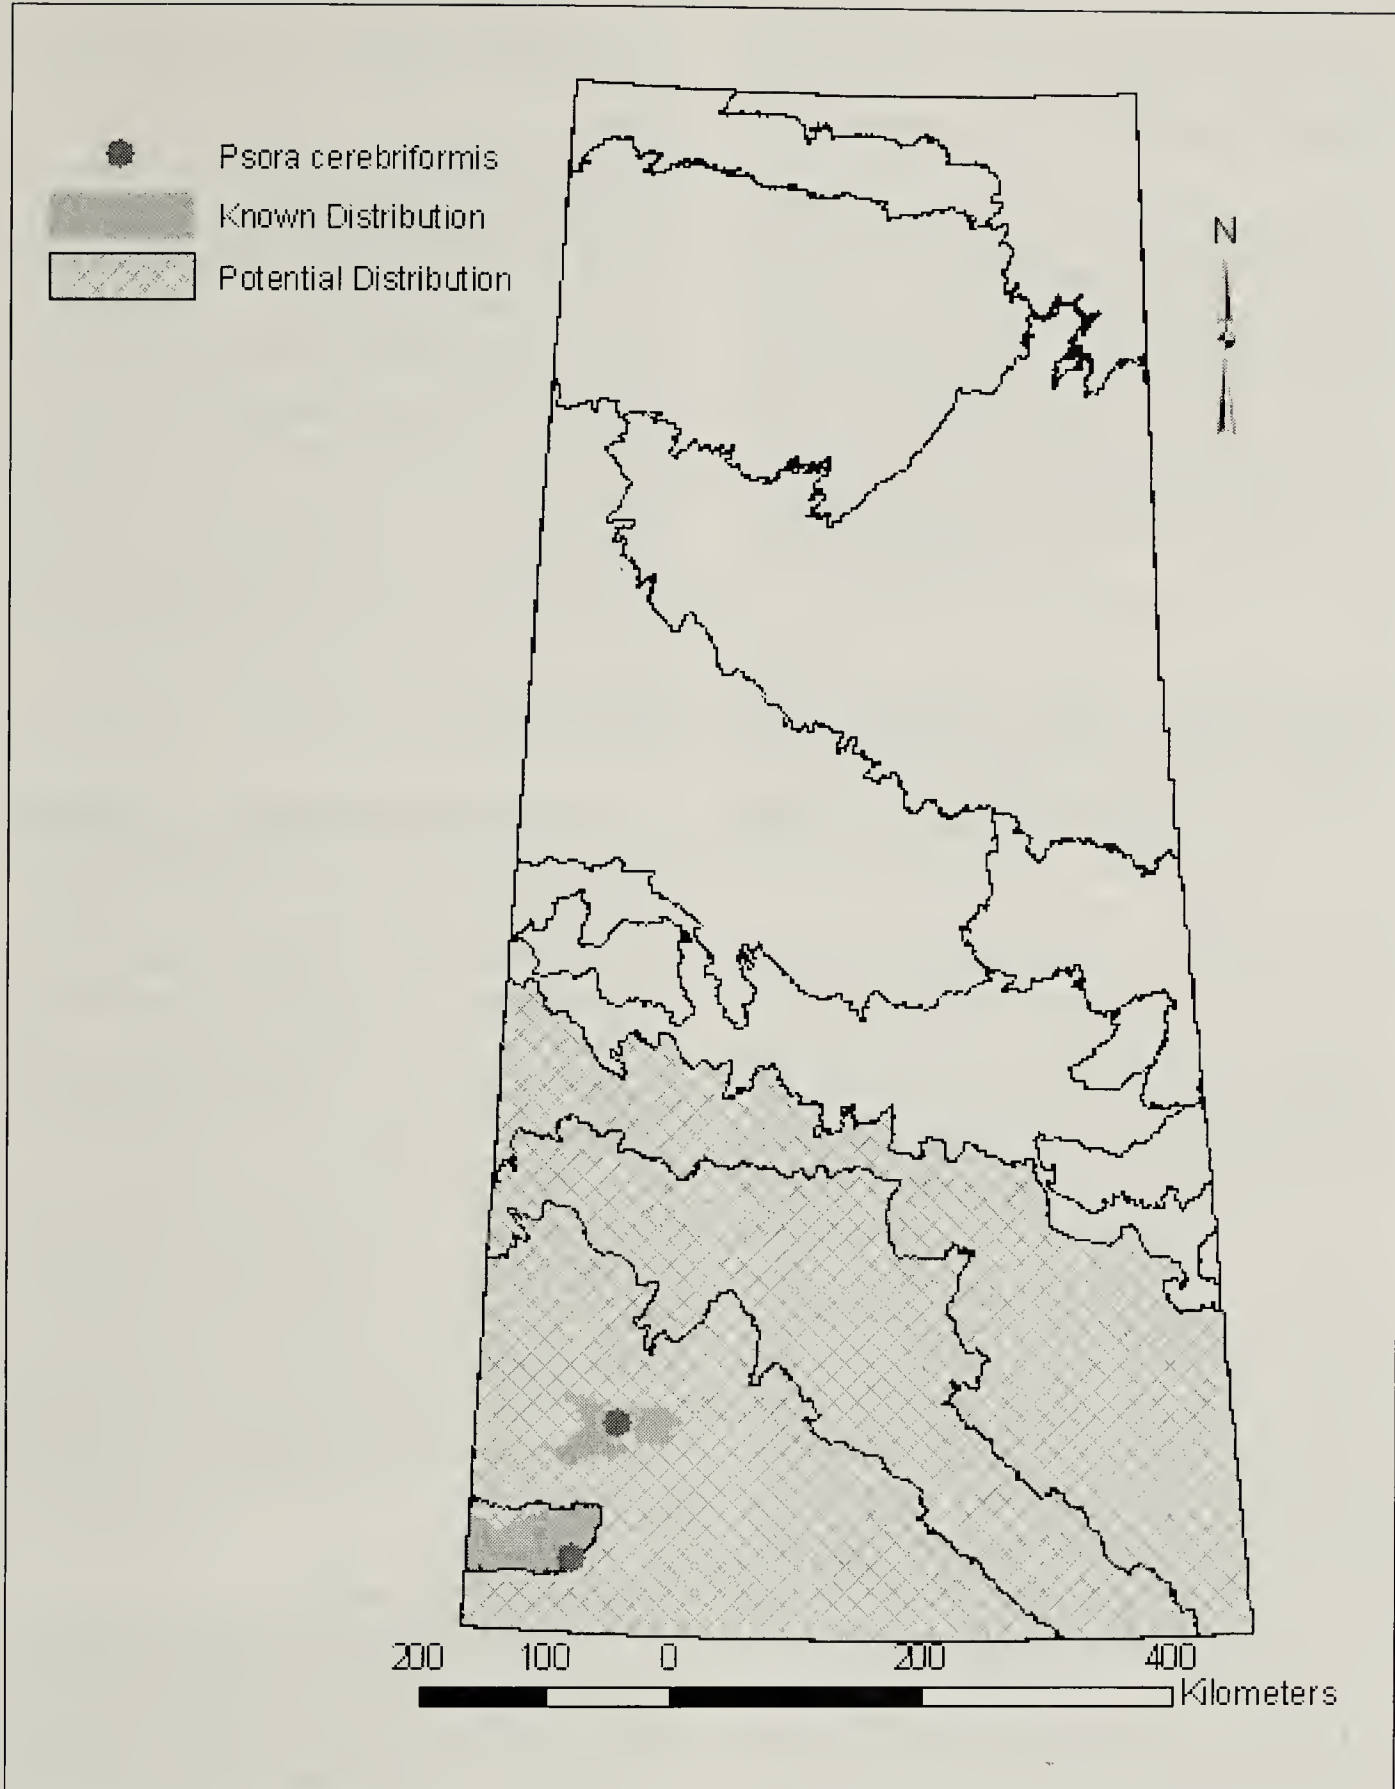 Psora cerebriformis
Known Distribution
Potential Distribution
N
200 100 0 200 400
Kilometers